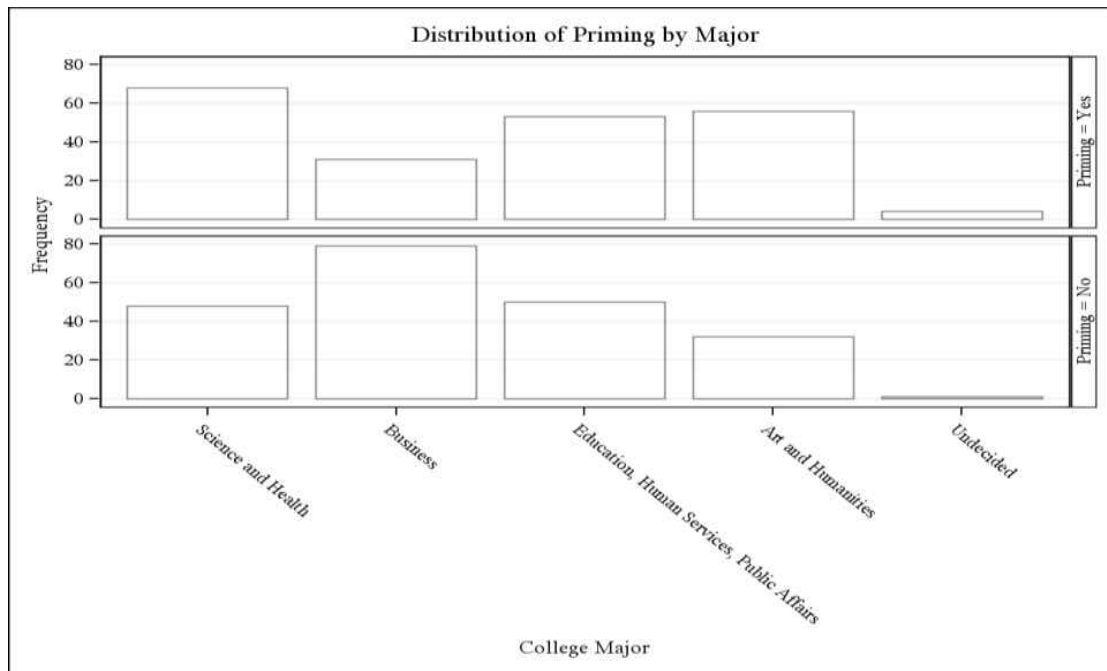 Distribution of Priming by Major
Frequency
80
60
40
20
0
Priming = Yes
80
60
40
20
0
Priming = No
Science and Health
Business
Education, Human Services, Public Affairs
Art and Humanities
Undecided
College Major